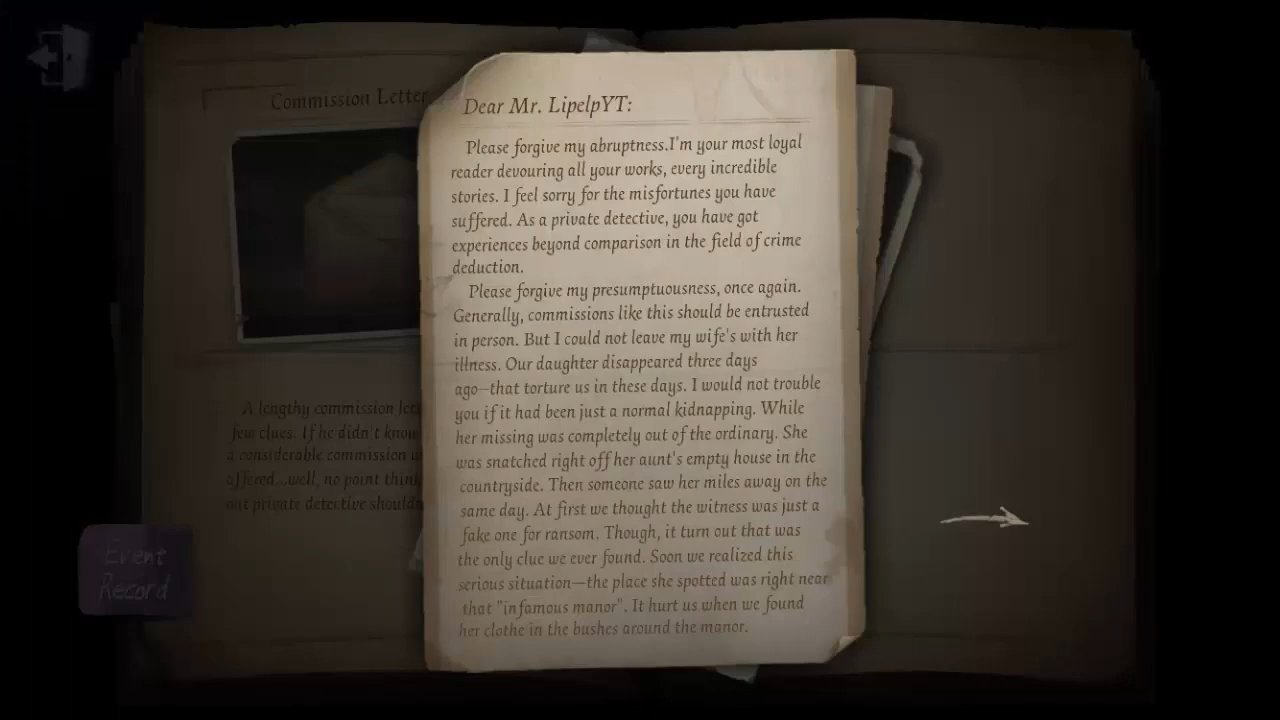 Commission Letter
A lengthy commission
few clues. If he didn't know
a considerable commission
offered...well, no point think
out private detective
Event
Record
Dear Mr. LipelpYT:
Please forgive my abruptness.I'm your most loyal
reader devouring all your works, every incredible
stories. I feel sorry for the misfortunes you have
suffered. As a private detective, you have got
experiences beyond comparison in the field of crime
deduction.
Please forgive my presumptuousness, once again.
Generally, commissions like this should be entrusted
in person. But I could not leave my wife's with her
illness. Our daughter disappeared three days
ago—that torture us in these days. I would not trouble
you if it had been just a normal kidnapping. While
her missing was completely out of the ordinary. She
was snatched right off her aunt's empty house in the
countryside. Then someone saw her miles away on the
same day. At first we thought the witness was just a
fake one for ransom. Though, it turn out that was
the only clue we ever found. Soon we realized this
serious situation—the place she spotted was right near
that "infamous manor". It hurt us when we found
her clothe in the bushes around the manor.